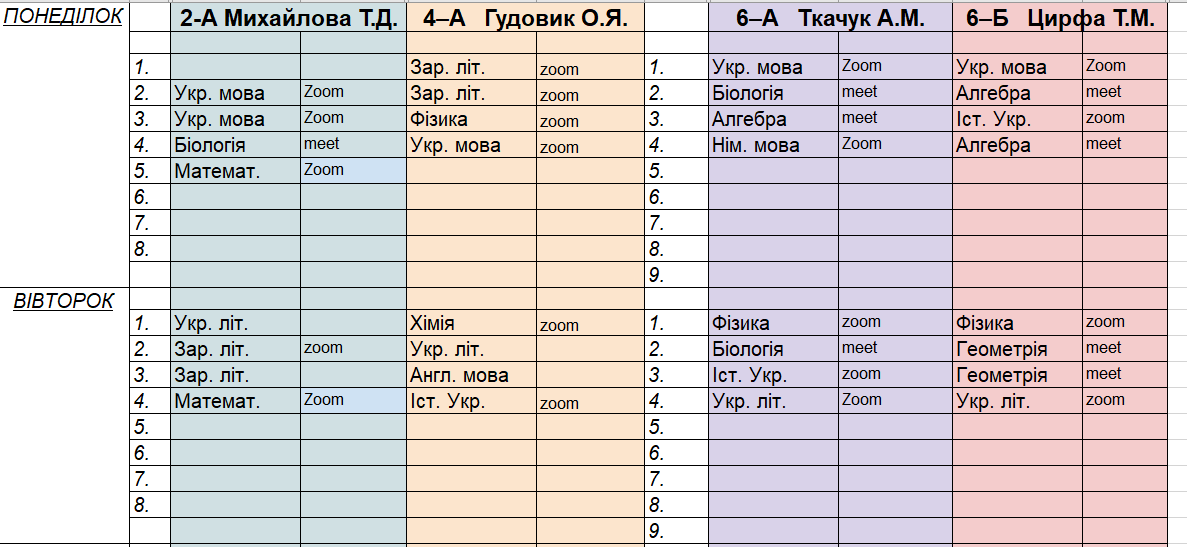 ПОНЕДІЛОК 2-А Михайлова Т.Д. 4–А Гудовик О.Я. 6–А Ткачук А.М. 6–Б Цирфа Т.М.
1. Зар. літ. zoom 1. Укр. мова Zoom Укр. мова Zoom
2. Укр. мова Zoom Зар. літ. zoom 2. Біологія meet Алгебра meet
3. Укр. мова Zoom Фізика zoom 3. Алгебра meet Іст. Укр. zoom
4. Біологія meet Укр. мова zoom 4. Нім. мова Zoom Алгебра meet
5. Математ. Zoom 5.
6. 6.
7. 7.
8. 8.
9.
ВІВТОРОК
1. Укр. літ. Хімія zoom 1. Фізика zoom Фізика zoom
2. Зар. літ. zoom Укр. літ. 2. Біологія meet Геометрія meet
3. Зар. літ. Англ. мова 3. Іст. Укр. zoom Геометрія meet
4. Математ. Zoom Іст. Укр. zoom 4. Укр. літ. Zoom Укр. літ. zoom
5. 5.
6. 6.
7. 7.
8. 8.
9.